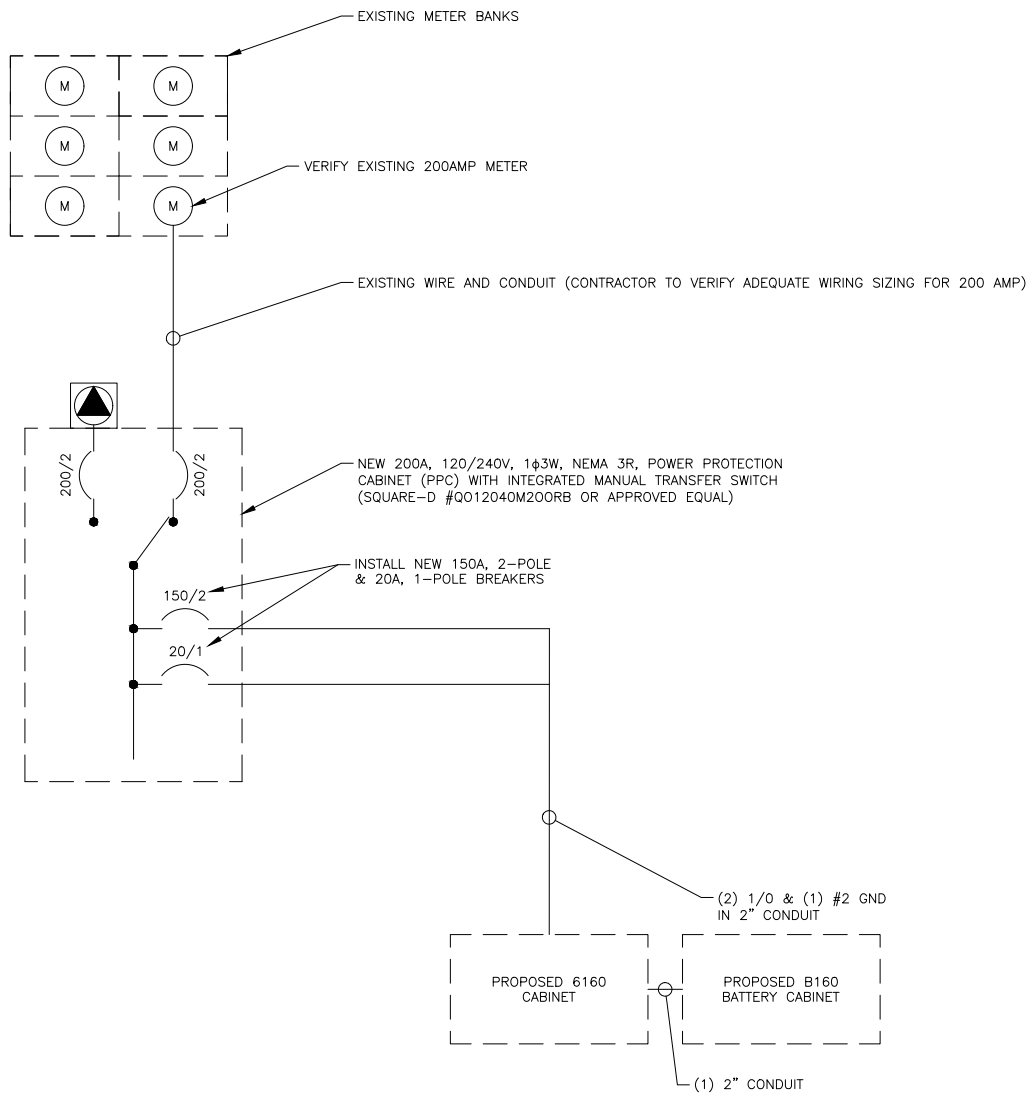 EXISTING METER BANKS
M
M
M
M
VERIFY EXISTING 200AMP METER
M
M
EXISTING WIRE AND CONDUIT (CONTRACTOR TO VERIFY ADEQUATE WIRING SIZING FOR 200 AMP)
200/2
200/2
NEW 200A, 120/240V, 1ϕ3W, NEMA 3R, POWER PROTECTION
CABINET (PPC) WITH INTEGRATED MANUAL TRANSFER SWITCH
(SQUARE-D #QO12040M200RB OR APPROVED EQUAL)
INSTALL NEW 150A, 2-POLE
& 20A, 1-POLE BREAKERS
150/2
20/1
(2) 1/0 & (1) #2 GND
IN 2" CONDUIT
PROPOSED 6160
CABINET
PROPOSED B160
BATTERY CABINET
(1) 2" CONDUIT